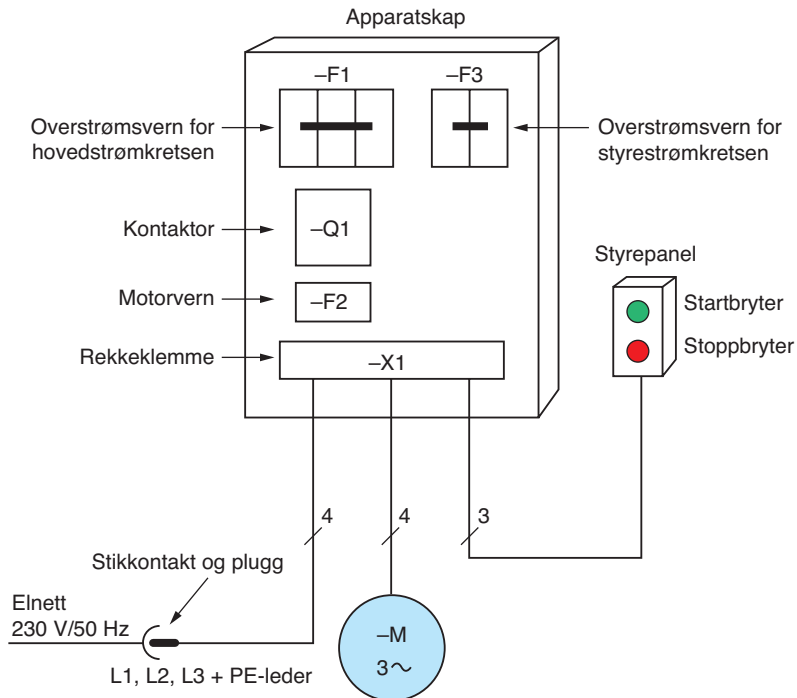 Apparatskap
–F1
–F3
Overstrømsvern for
hovedstrømkretsen
Overstrømsvern for
styrestrømkretsen
Kontaktor
–Q1
Styrepanel
Motorvern
–F2
Startbryter
Stoppbryter
Rekkeklemme
–X1
4
4
3
Stikkontakt og plugg
Elnett
230 V/50 Hz
L1, L2, L3 + PE-leder
–M
3~